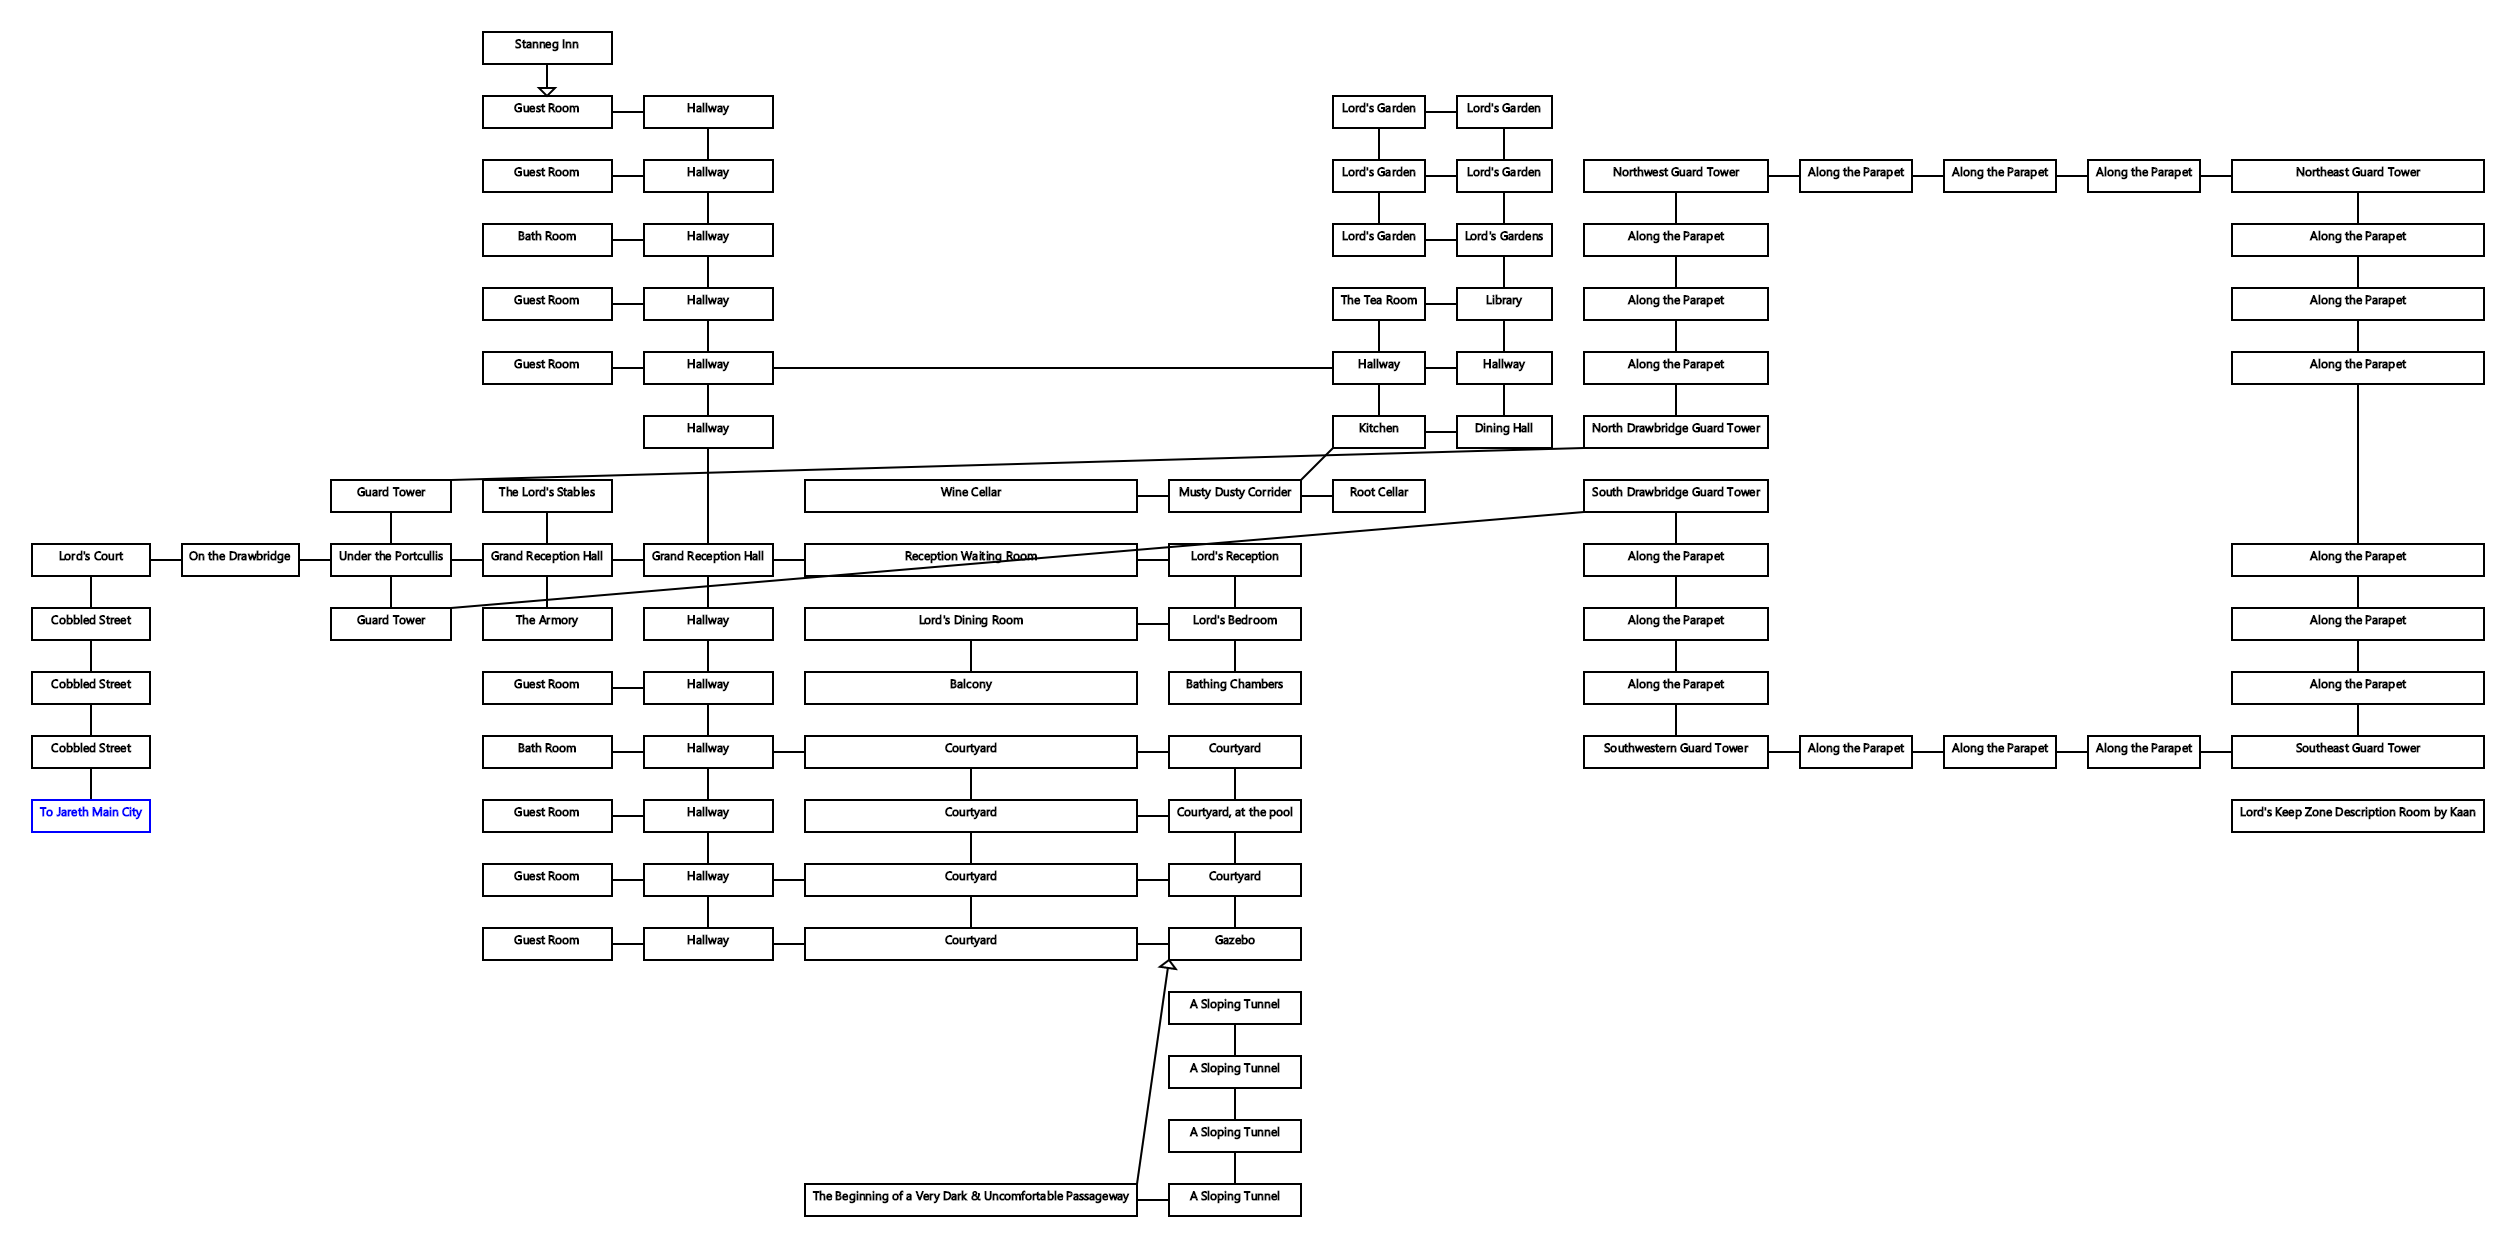 Stanneg Inn
Guest Room Hallway Lord's Garden Lord's Garden
Guest Room Hallway Lord's Garden Lord's Garden Northwest Guard Tower Along the Parapet Along the Parapet Along the Parapet Northeast Guard Tower
Bath Room Hallway Lord's Garden Lord's Gardens Along the Parapet Along the Parapet
Guest Room Hallway The Tea Room Library Along the Parapet Along the Parapet
Guest Room Hallway Hallway Hallway Along the Parapet Along the Parapet
Hallway Kitchen Dining Hall North Drawbridge Guard Tower
Guard Tower The Lord's Stables Wine Cellar Musty Dusty Corrider Root Cellar South Drawbridge Guard Tower
Lord's Court On the Drawbridge Under the Portcullis Grand Reception Hall Grand Reception Hall Reception Waiting Room Lord's Reception Along the Parapet Along the Parapet
Cobbled Street Guard Tower The Armory Hallway Lord's Dining Room Lord's Bedroom Along the Parapet Along the Parapet
Cobbled Street Guest Room Hallway Balcony Bathing Chambers Along the Parapet Along the Parapet
Cobbled Street Bath Room Hallway Courtyard Courtyard Southwestern Guard Tower Along the Parapet Along the Parapet Along the Parapet Southeast Guard Tower
To Jareth Main City Guest Room Hallway Courtyard Courtyard, at the pool Lord's Keep Zone Description Room by Kaan
Guest Room Hallway Courtyard Courtyard
Guest Room Hallway Courtyard Gazebo
A Sloping Tunnel
A Sloping Tunnel
A Sloping Tunnel
The Beginning of a Very Dark & Uncomfortable Passageway A Sloping Tunnel